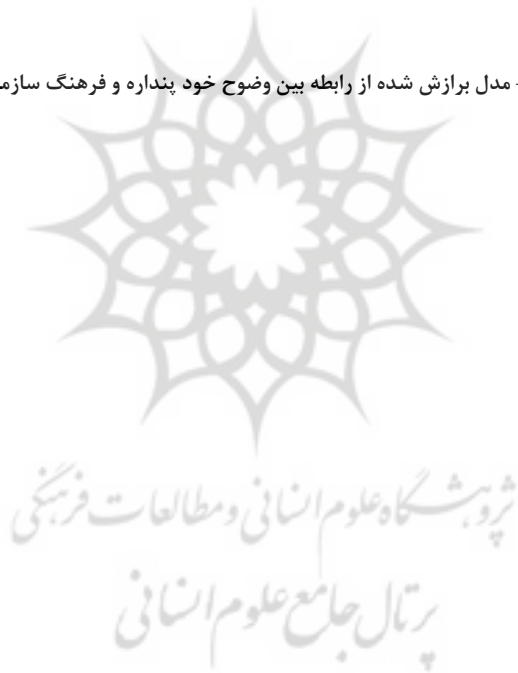 - مدل برازش شده از رابطه بین وضوح خود پنداره و فرهنگ
پژوهشگاه علوم انسانی و مطالعات فرهنگی
پرتال جامع علوم انسانی